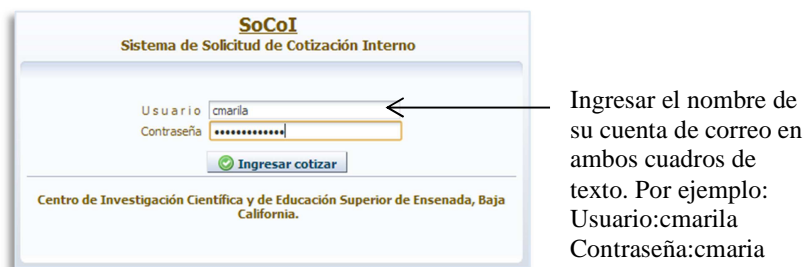 SoCoI
Sistema de Solicitud de Cotización Interno
Usuario cmarila
Contraseña •••••••••••••
Ingresar cotizar
Centro de Investigación Científica y de Educación Superior de Ensenada, Baja
California.
Ingresar el nombre de
su cuenta de correo en
ambos cuadros de
texto. Por ejemplo:
Usuario:cmarila
Contraseña:cmaria